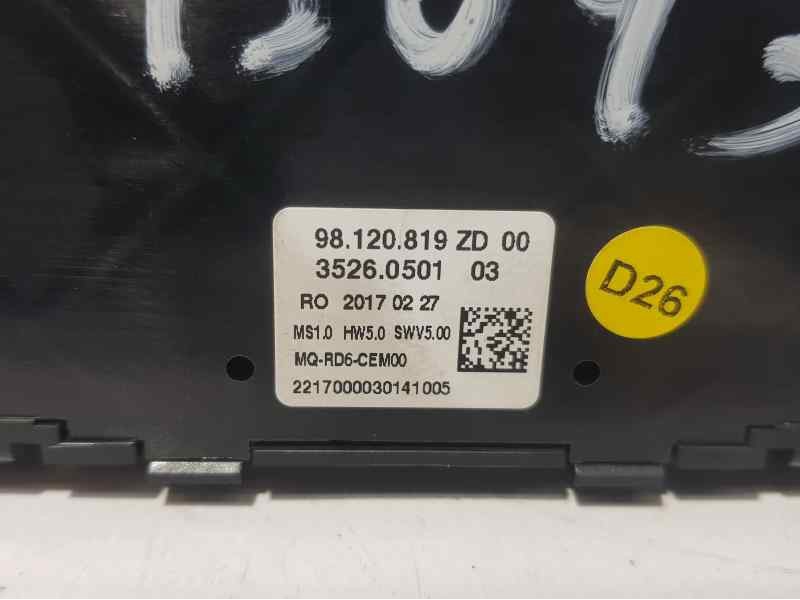 98.120.819 ZD 00
3526.0501 03
RO 2017 02 27
MS1.0 HW5.0 SWV5.00
MQ-RD6-CEM00
2217000030141005
D26